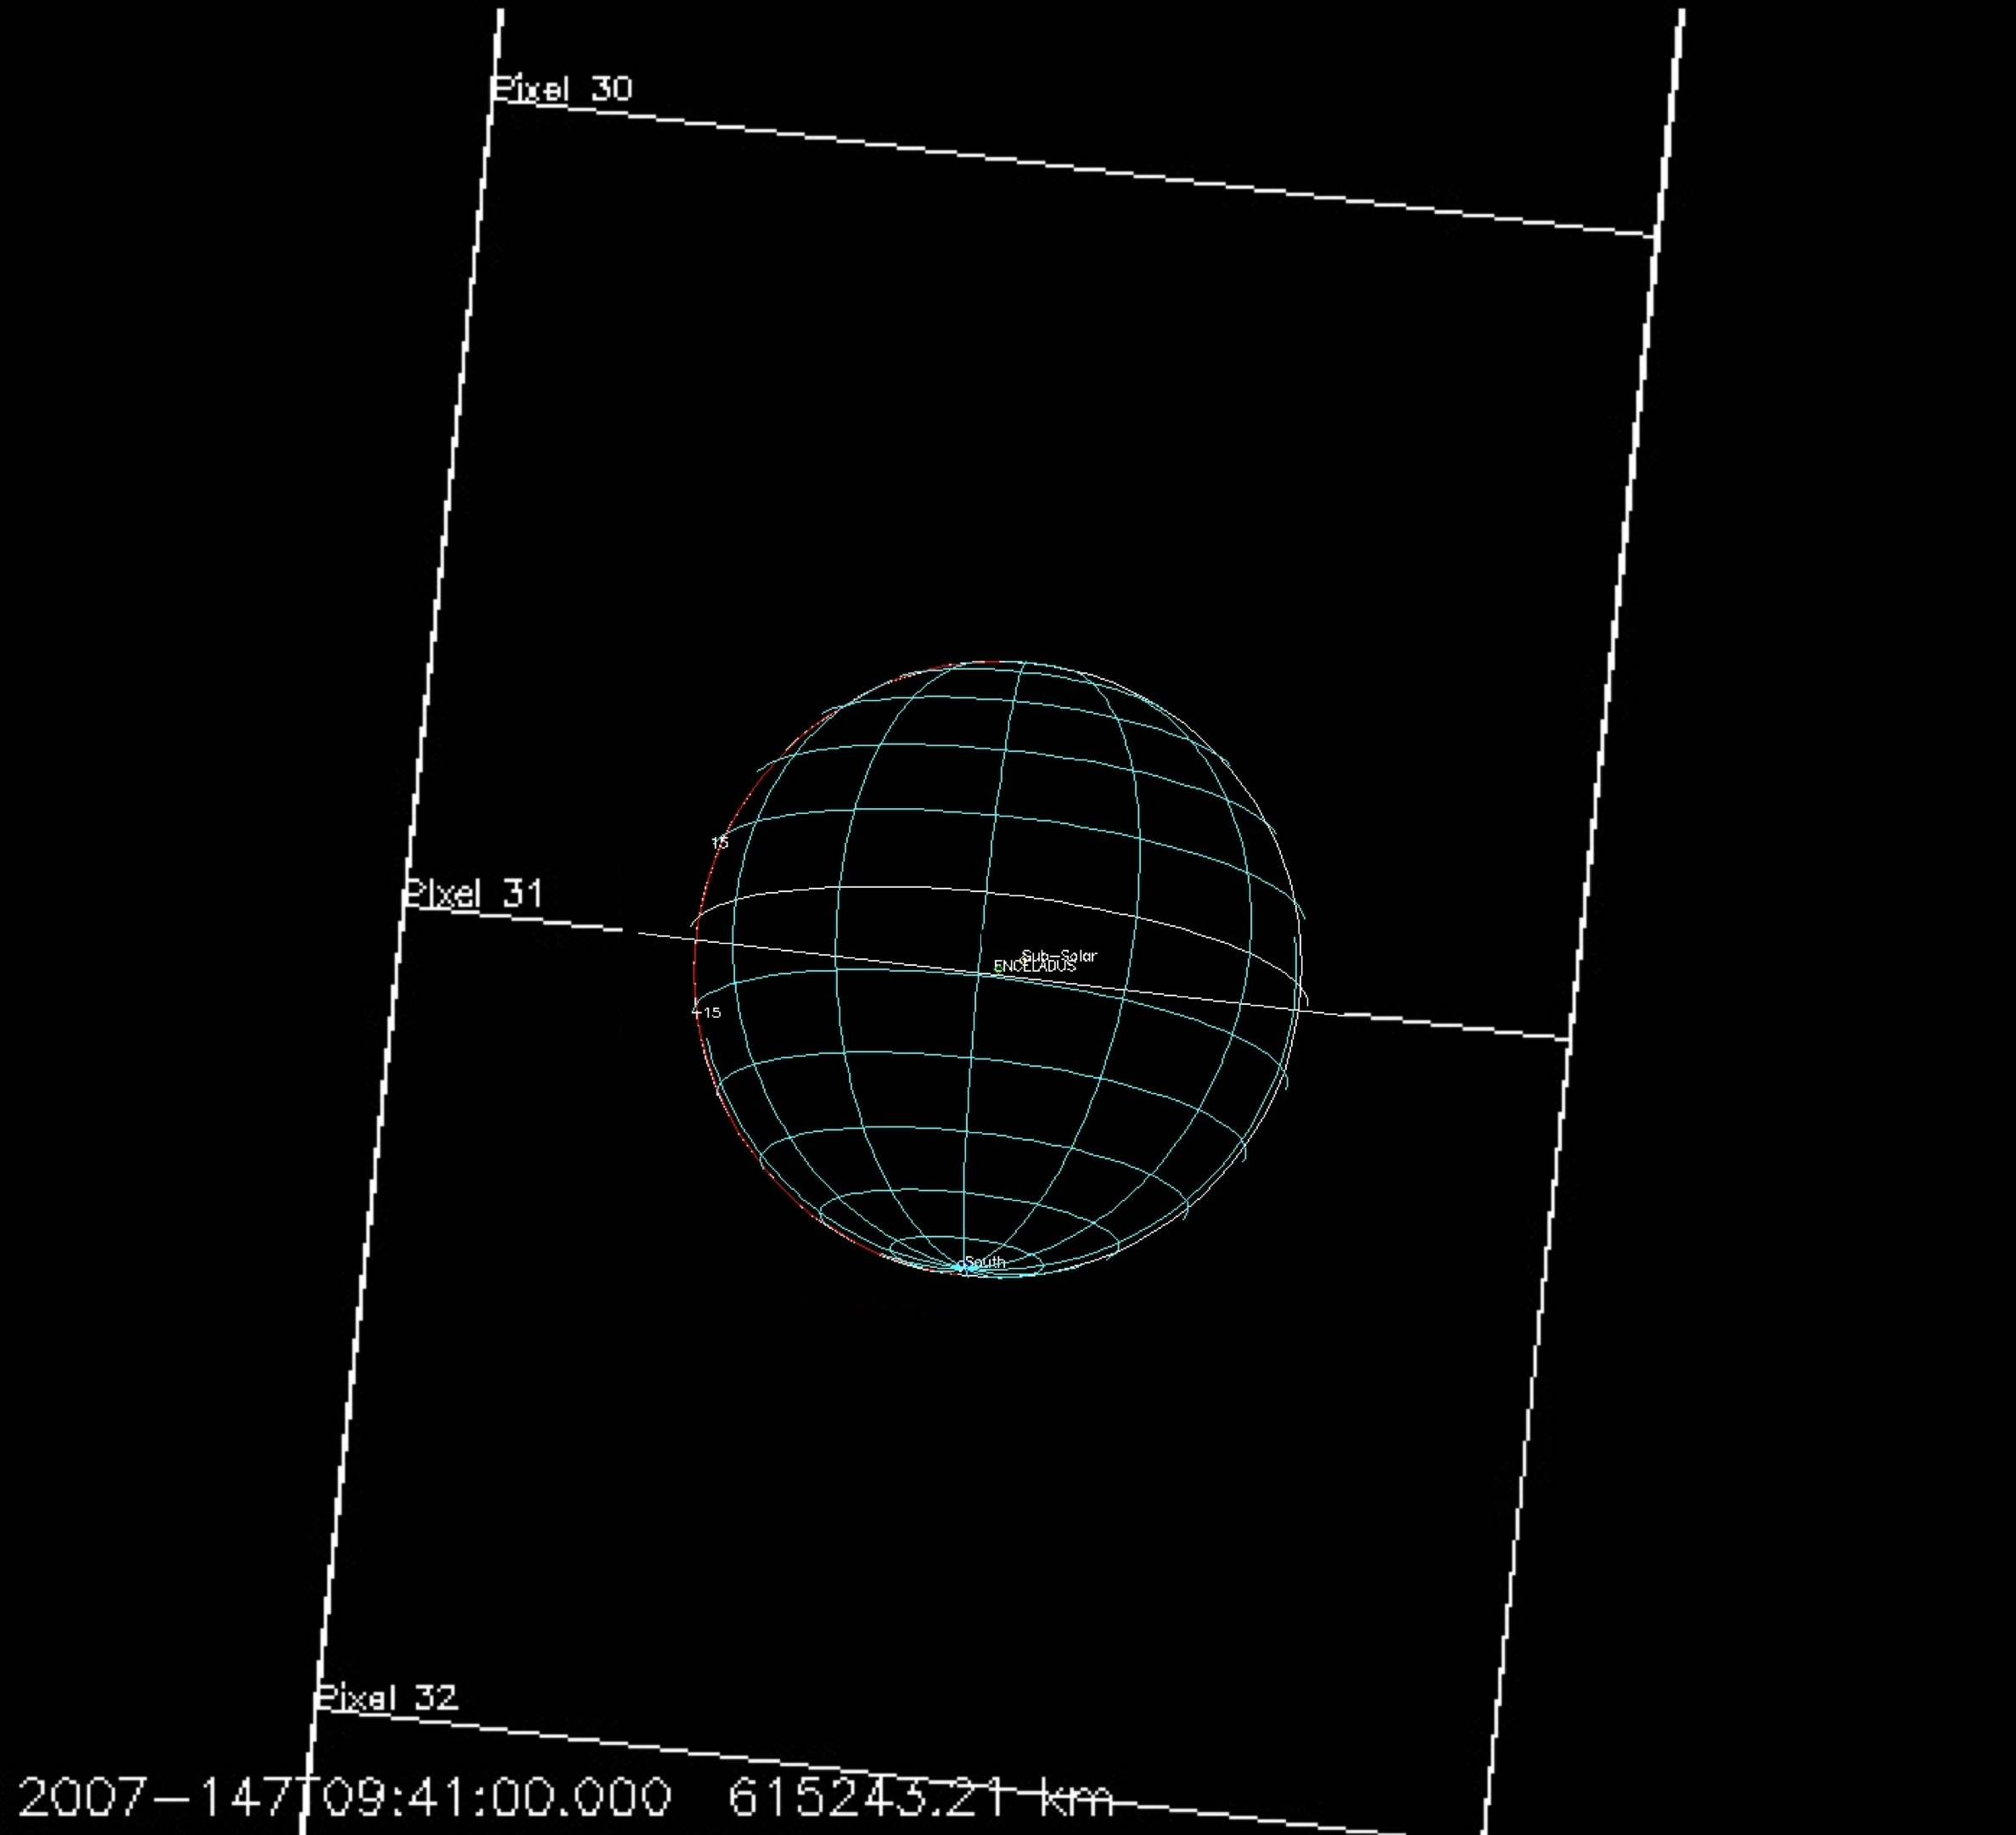 Pixel 30
15
Pixel 31
Sub-Solar
ENCELADUS
+15
South
Pixel 32
2007-147T09:41:00.000 615243.21 km